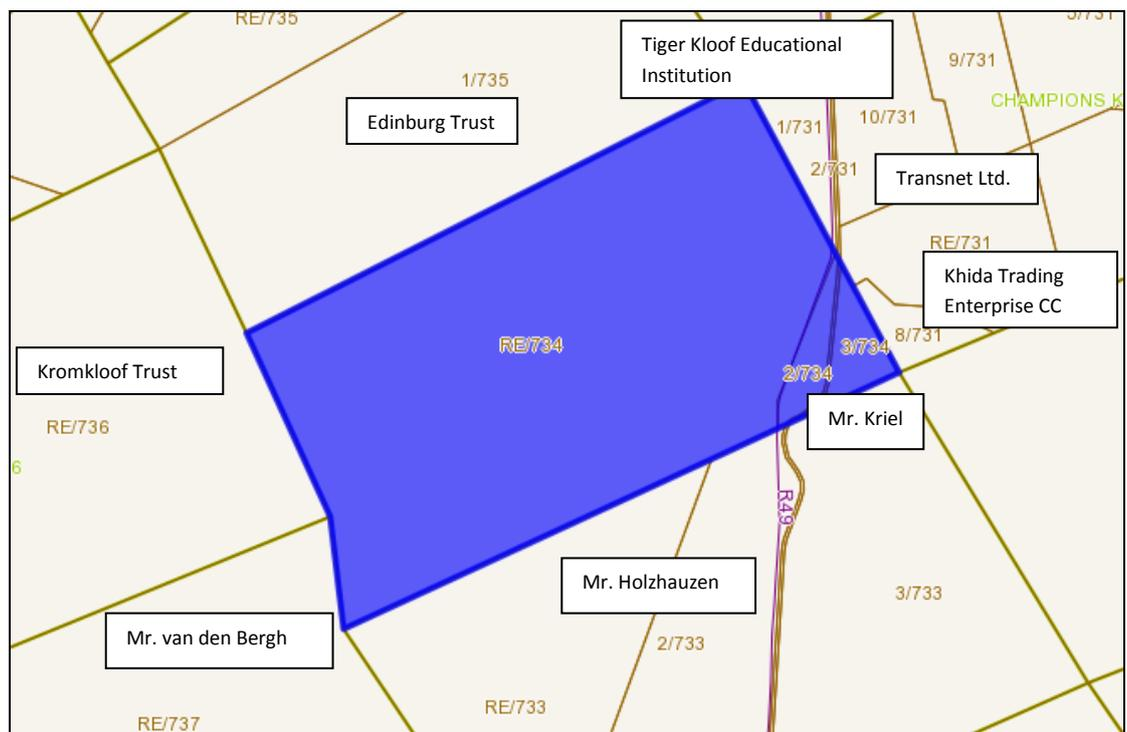 RE/735
5/731
Tiger Kloof Educational
Institution
9/731
1/735
CHAMPIONS K
Edinburg Trust
1/731
10/731
2/731
Transnet Ltd.
RE/731
Khida Trading
Enterprise CC
RE/734
3/734
8/731
Kromkloof Trust
2/734
Mr. Kriel
RE/736
6
R49
Mr. Holzhauzen
3/733
Mr. van den Bergh
2/733
RE/733
RE/737